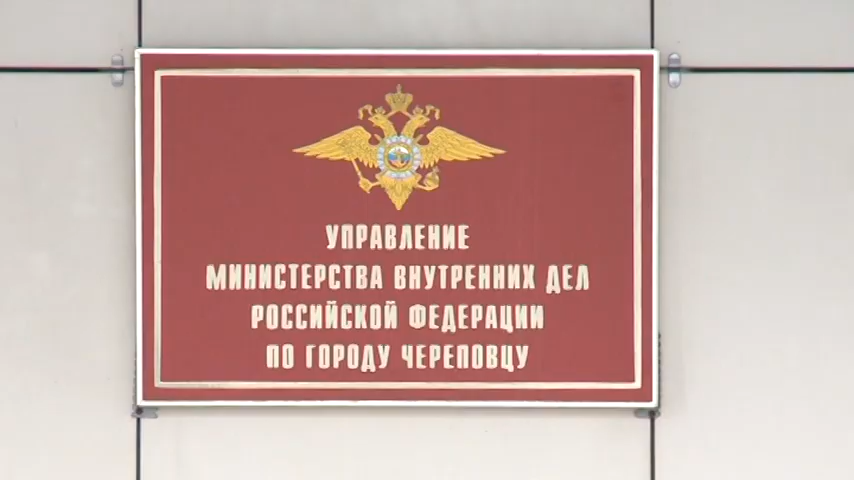 УПРАВЛЕНИЕ
МИНИСТЕРСТВА ВНУТРЕННИХ ДЕЛ
РОССИЙСКОЙ ФЕДЕРАЦИИ
ПО ГОРОДУ ЧЕРЕПОВЦУ